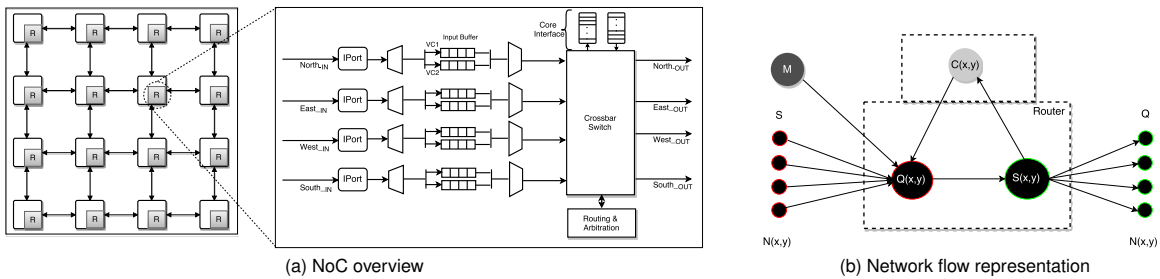 R R R R
R R R R
R R R R
R R R R
Core
Interface
Input Buffer
VC1
VC2
North_IN
IPort
North_OUT
East_IN
IPort
East_OUT
Crossbar
Switch
West_IN
IPort
West_OUT
South_IN
IPort
South_OUT
Routing &
Arbitration
(a) NoC overview
M
C(x,y)
S
Router
Q
Q(x,y)
S(x,y)
N(x,y)
N(x,y)
(b) Network flow representation